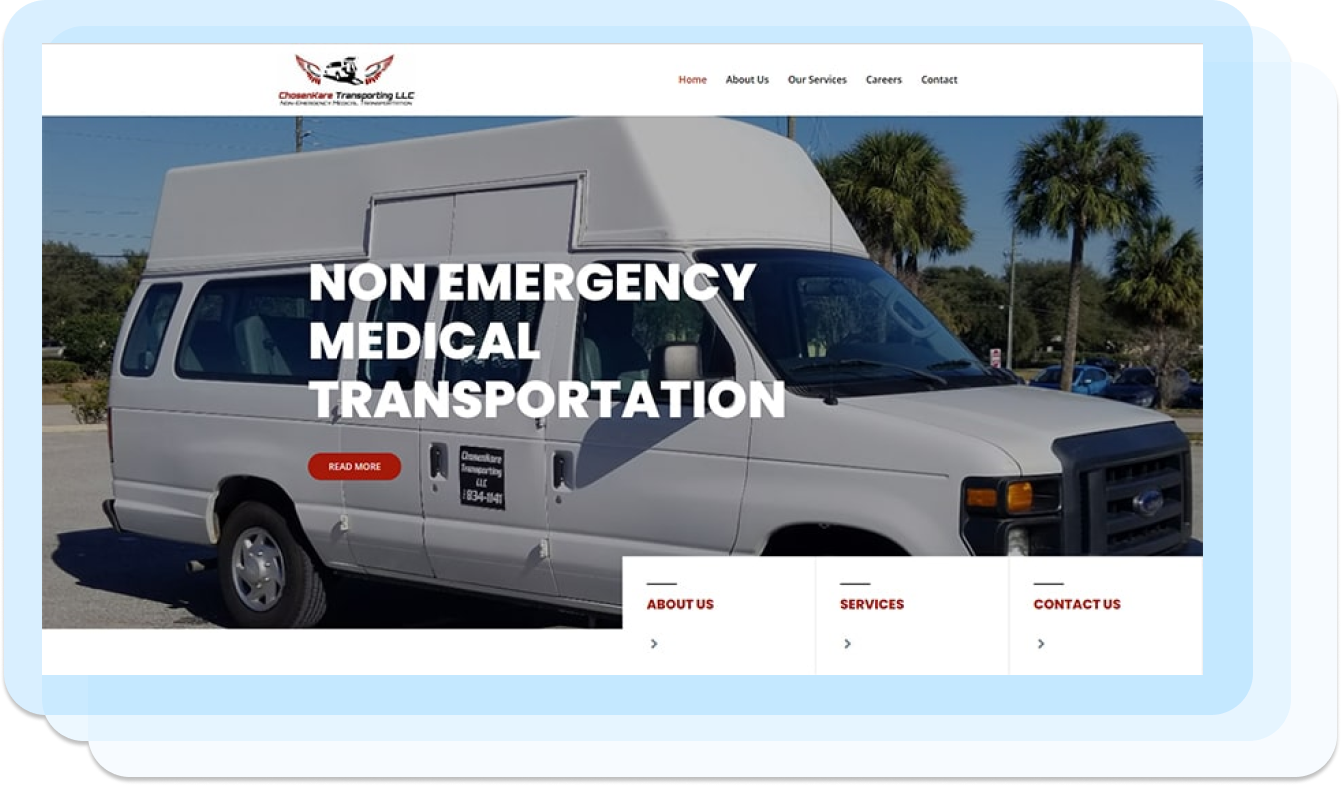 ChosenKare Transporting LLC
Non-Emergency Medical Transportation
Home About Us Our Services Careers Contact
NON EMERGENCY
MEDICAL
TRANSPORTATION
READ MORE
ChosenKare
Transporting
LLC
834-1141
ABOUT US SERVICES CONTACT US